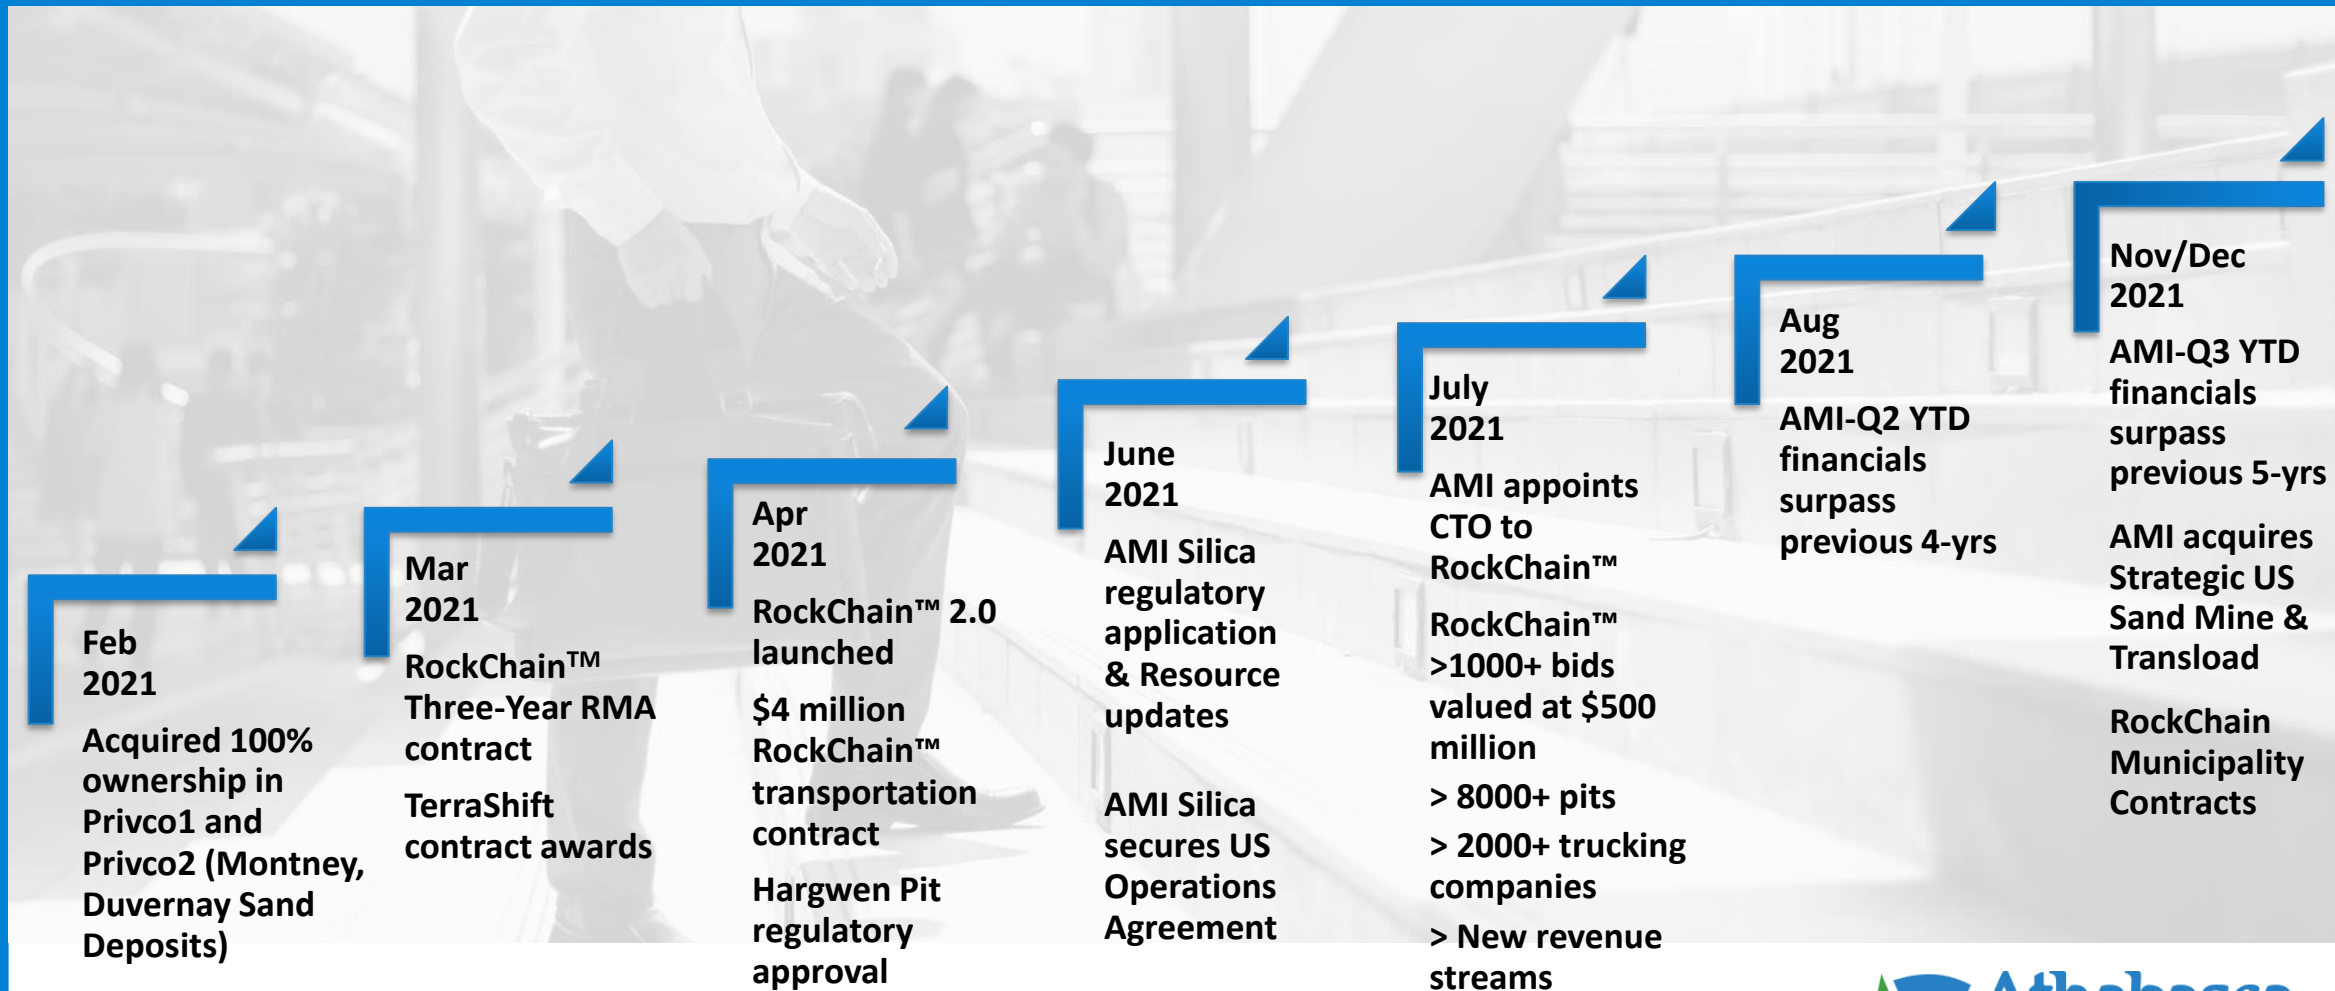 Feb
2021
Acquired 100%
ownership in
Privco1 and
Privco2 (Montney,
Duvernay Sand
Deposits)
Mar
2021
RockChain™
Three-Year RMA
contract
TerraShift
contract awards
Apr
2021
RockChain™ 2.0
launched
$4 million
RockChain™
transportation
contract
Hargwen Pit
regulatory
approval
June
2021
AMI Silica
regulatory
application
& Resource
updates
AMI Silica
secures US
Operations
Agreement
July
2021
AMI appoints
CTO to
RockChain™
RockChain™
>1000+ bids
valued at $500
million
> 8000+ pits
> 2000+ trucking
companies
> New revenue
streams
Aug
2021
AMI-Q2 YTD
financials
surpass
previous 4-yrs
Nov/Dec
2021
AMI-Q3 YTD
financials
surpass
previous 5-yrs
AMI acquires
Strategic US
Sand Mine &
Transload
RockChain
Municipality
Contracts
Athabasca